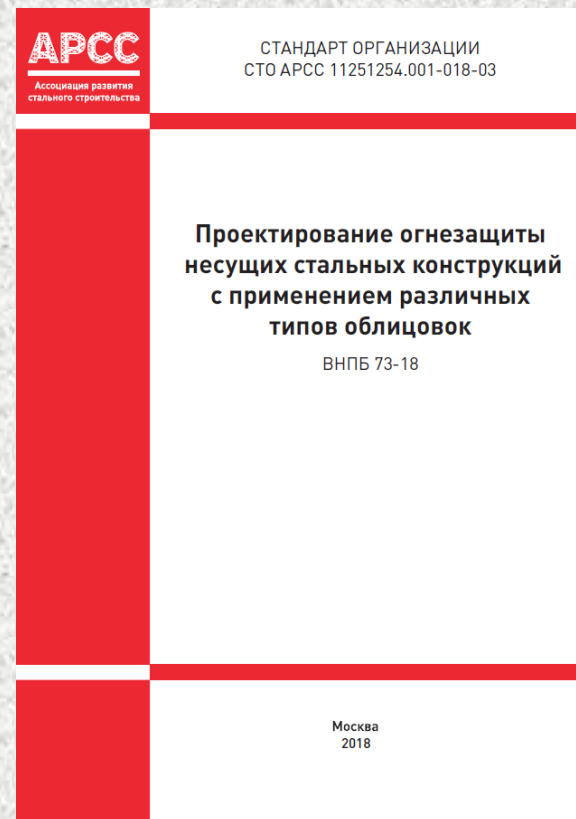 АРСС
Ассоциация развития
стального строительства
СТАНДАРТ ОРГАНИЗАЦИИ
СТО АРСС 11251254.001-018-03
Проектирование огнезащиты
несущих стальных конструкций
с применением различных
типов облицовок
ВНПБ 73-18
Москва
2018